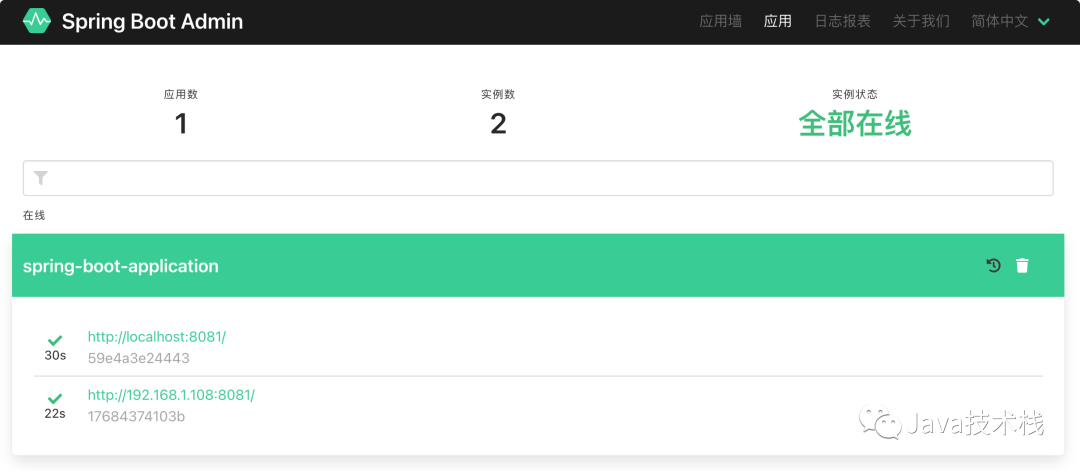 Spring Boot Admin
应用墙 应用 日志报表 关于我们 简体中文
应用数 实例数 实例状态
1 2 全部在线
在线
spring-boot-application
http://localhost:8081/
30s 59e4a3e24443
http://192.168.1.108:8081/
22s 17684374103b
Java技术栈